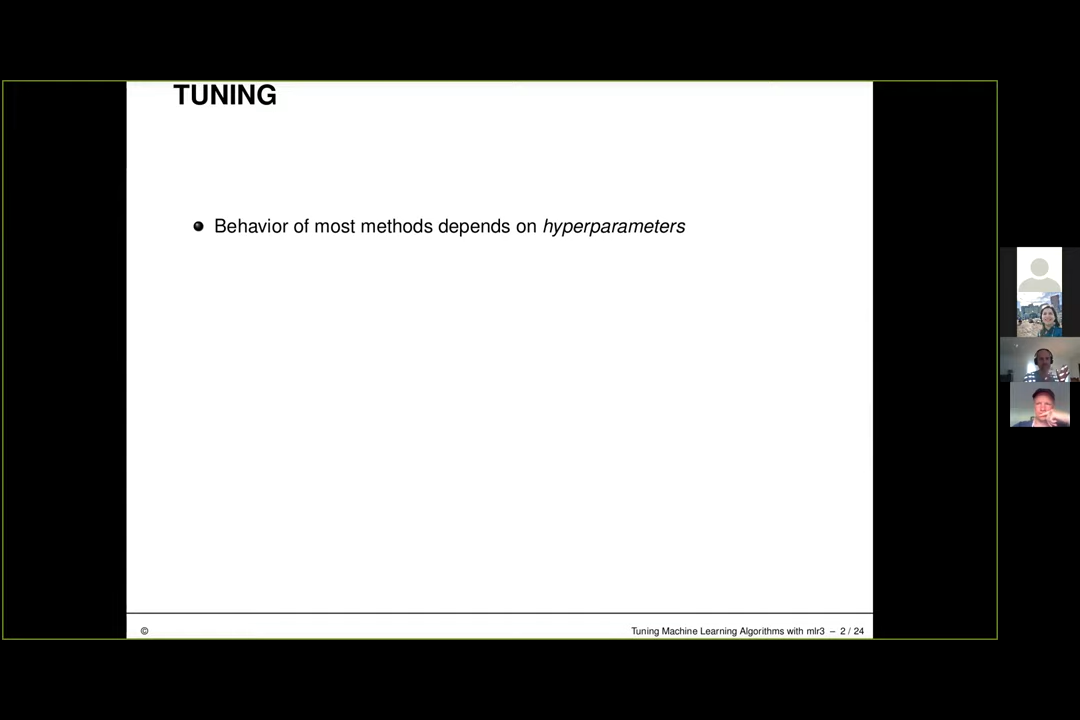 TUNING
Behavior of most methods depends on hyperparameters
© Tuning Machine Learning Algorithms with mlr3 – 2 / 24